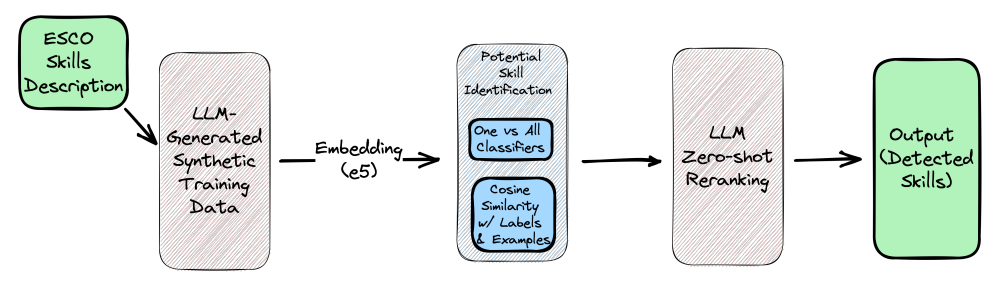 ESCO
Skills
Description
LLM-
Generated
Synthetic
Training
Data
Embedding
(e5)
Potential
Skill
Identification
One vs All
Classifiers
Cosine
Similarity
w/ Labels
& Examples
LLM
Zero-shot
Reranking
Output
(Detected
Skills)